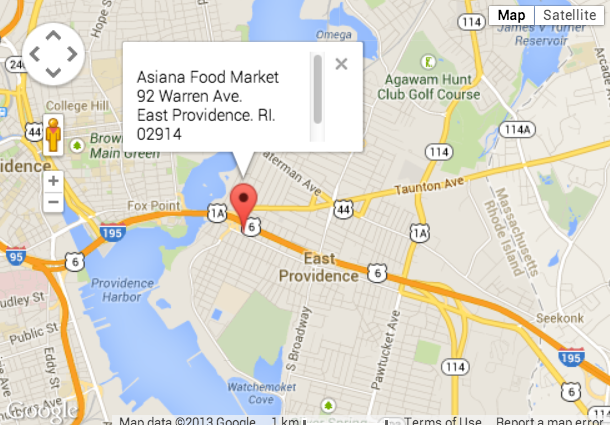 Map
Satellite
Hope St
1A
Omega
James V Turner
Reservoir
24
Asiana Food Market
92 Warren Ave.
East Providence. RI.
02914
Agawam Hunt
Club Golf Course
College Hill
44
114A
114
Main Green
Waterman Ave
Taunton Ave
Fox Point
1A
44
6
195
1A
95
6
East
Providence
6
Providence
Harbor
Massachusetts
Rhode Island
Seekonk
Public St
S Broadway
Pawtucket Ave
114
195
Eddy St
Watchemoket
Cove
6
114
Google
Map data ©2013 Google
1 km
Terms of Use
Report a map error